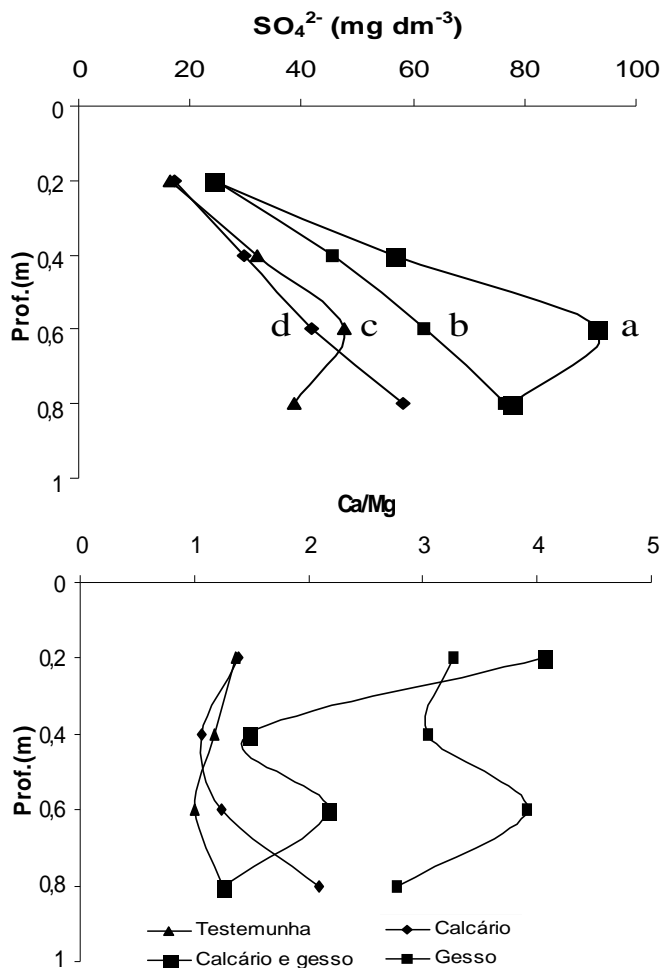 SO₄²⁻ (mg dm⁻³)
0 20 40 60 80 100
0
0,2
0,4
0,6
0,8
1
Prof.(m)
d c b a
Ca/Mg
0 1 2 3 4 5
0
0,2
0,4
0,6
0,8
1
Prof.(m)
Testemunha Calcário
Calcário e gesso Gesso